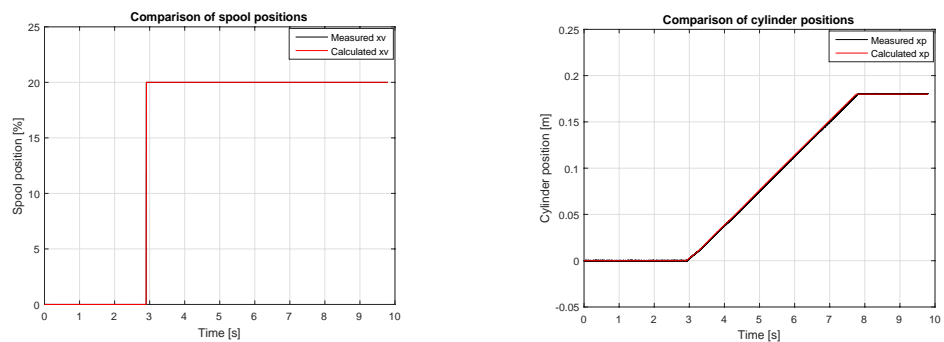 Comparison of spool positions
25
20
15
10
5
0
Spool position [%]
0 1 2 3 4 5 6 7 8 9 10
Time [s]
Measured xv
Calculated xv
Comparison of cylinder positions
0.25
0.2
0.15
0.1
0.05
0
-0.05
Cylinder position [m]
0 1 2 3 4 5 6 7 8 9 10
Time [s]
Measured xp
Calculated xp